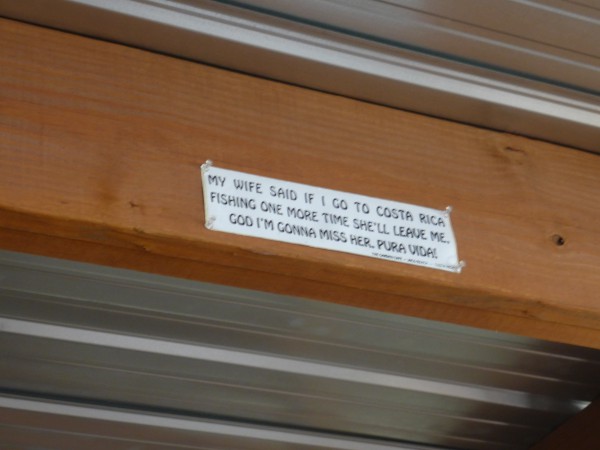 MY WIFE SAID IF I GO TO COSTA RICA
FISHING ONE MORE TIME SHE'LL LEAVE ME.
GOD I'M GONNA MISS HER. PURA VIDA!